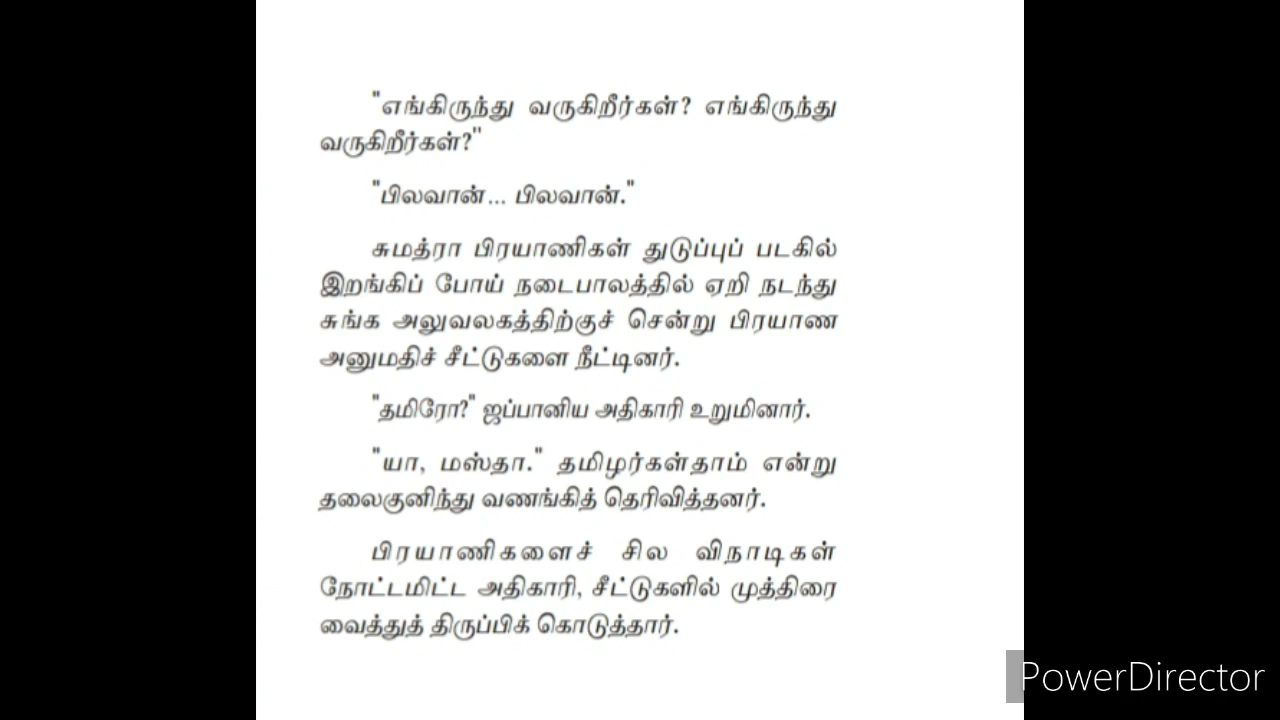 "எங்கிருந்து வருகிறீர்கள்? எங்கிருந்து
வருகிறீர்கள்?"
"பிலவான்... பிலவான்."
சுமத்ரா பிரயாணிகள் துடுப்புப் படகில்
இறங்கிப் போய் நடைபாலத்தில் ஏறி நடந்து
சுங்க அலுவலகத்திற்குச் சென்று பிரயாண
அனுமதிச் சீட்டுகளை நீட்டினர்.
"தமிரோ?" ஜப்பானிய அதிகாரி உறுமினார்.
"யா, மஸ்தா." தமிழர்கள்தாம் என்று
தலைகுனிந்து வணங்கித் தெரிவித்தனர்.
பிரயாணிகளைச் சில விநாடிகள்
நோட்டமிட்ட அதிகாரி, சீட்டுகளில் முத்திரை
வைத்துத் திருப்பிக் கொடுத்தார்.
PowerDirector